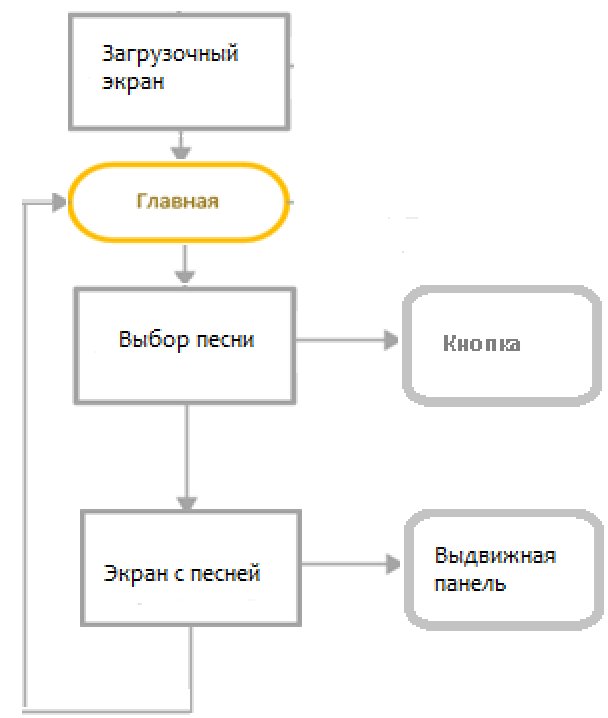 Загрузочный
экран
Главная
Выбор песни
Кнопка
Экран с песней
Выдвижная
панель